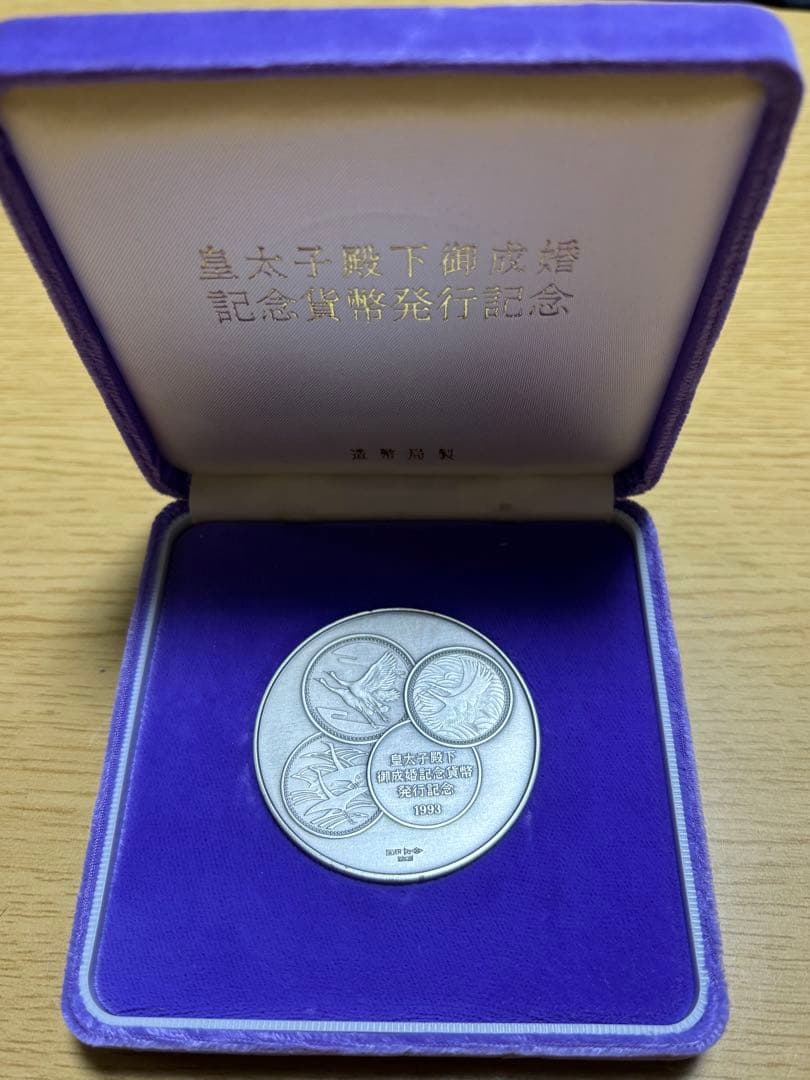 皇太子殿下御成婚
記念貨幣発行記念
造幣局製
皇太子殿下
御成婚記念貨幣
発行記念
1993